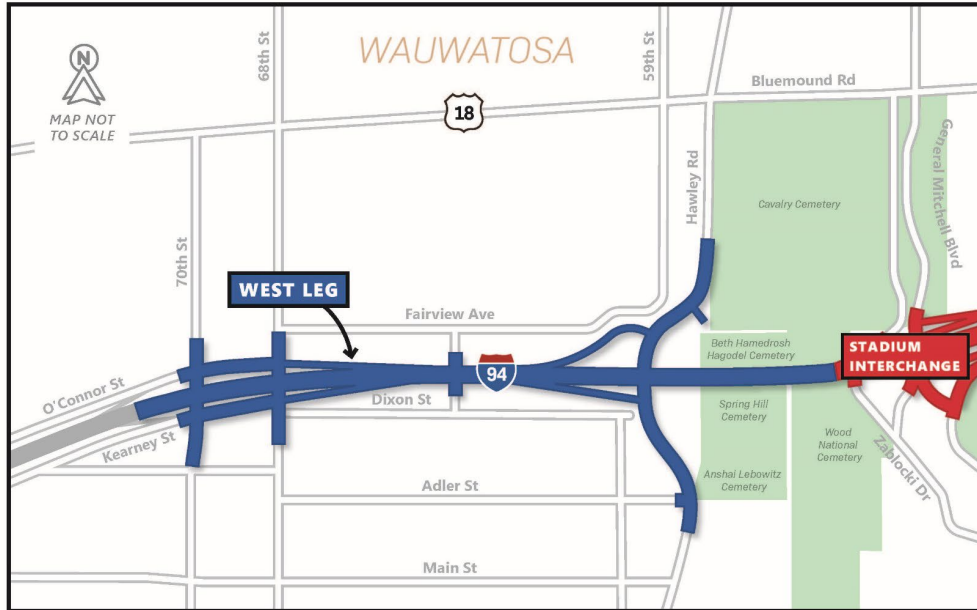 N
MAP NOT
TO SCALE
68th St
WAUWATOSA
59th St
Bluemound Rd
18
General Mitchell Blvd
Hawley Rd
Cavalry Cemetery
70th St
WEST LEG
Fairview Ave
94
Beth Hamedrosh
Hagodel Cemetery
STADIUM
INTERCHANGE
O'Connor St
Dixon St
Spring Hill
Cemetery
Kearney St
Wood
National
Cemetery
Zablocki Dr
Anshai Lebowitz
Cemetery
Adler St
Main St